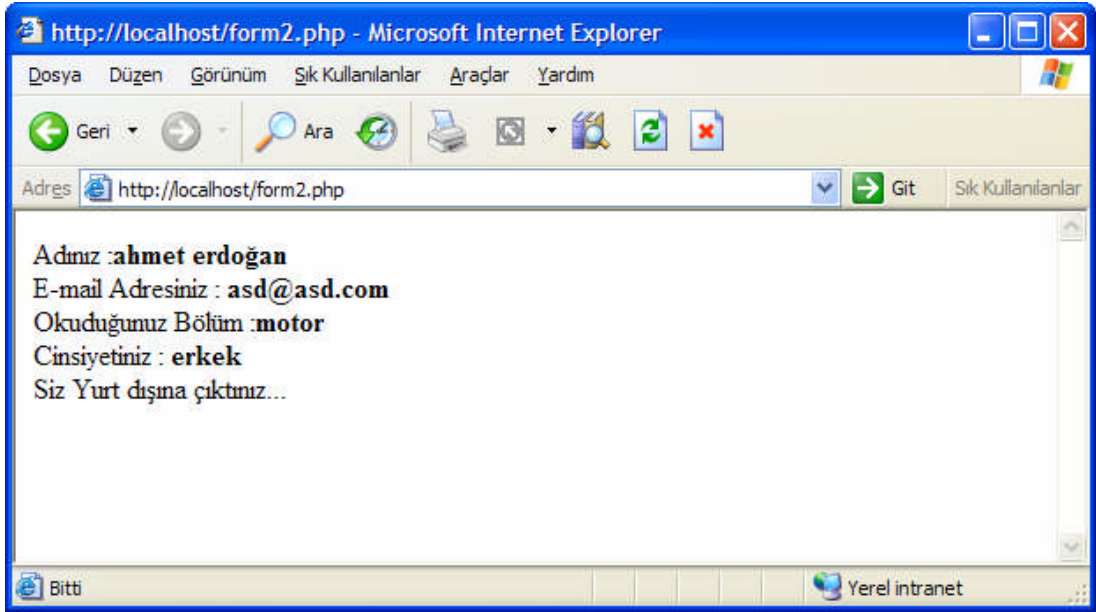 http://localhost/form2.php - Microsoft Internet Explorer
Dosya Düzen Görünüm Sık Kullanılanlar Araçlar Yardım
Geri Ara
Adres http://localhost/form2.php Git Sık Kullanılanlar
Adınız :ahmet erdoğan
E-mail Adresiniz : asd@asd.com
Okuduğunuz Bölüm :motor
Cinsiyetiniz : erkek
Siz Yurt dışına çıktınız...
Bitti Yerel intranet